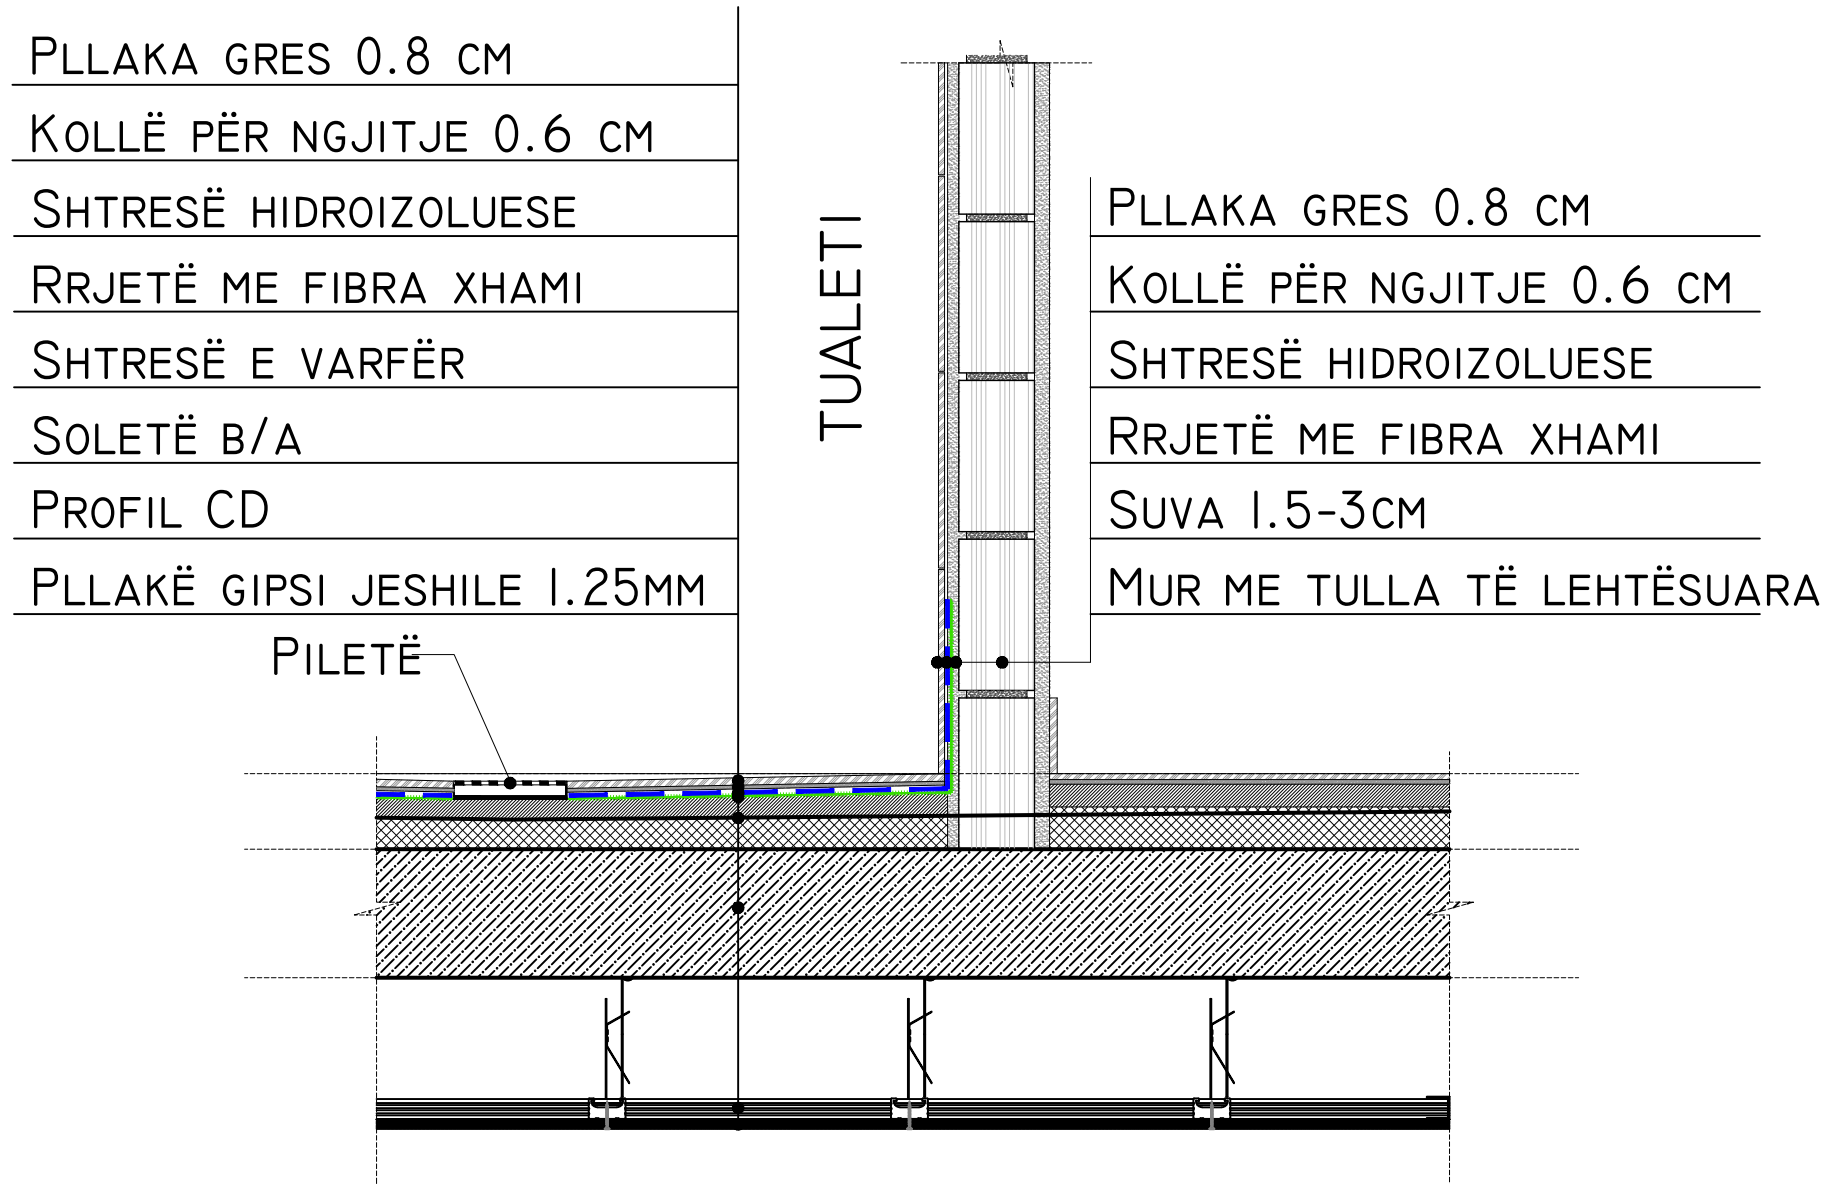 PLLAKA GRES 0.8 CM
KOLLË PËR NGJITJE 0.6 CM
SHTRESË HIDROIZOLUESE
RRJETË ME FIBRA XHAMI
SHTRESË E VARFËR
SOLETË B/A
PROFIL CD
PLLAKË GIPSI JESHILE 1.25MM
PILETË
TUALETI
PLLAKA GRES 0.8 CM
KOLLË PËR NGJITJE 0.6 CM
SHTRESË HIDROIZOLUESE
RRJETË ME FIBRA XHAMI
SUVA 1.5-3CM
MUR ME TULLA TË LEHTËSUARA